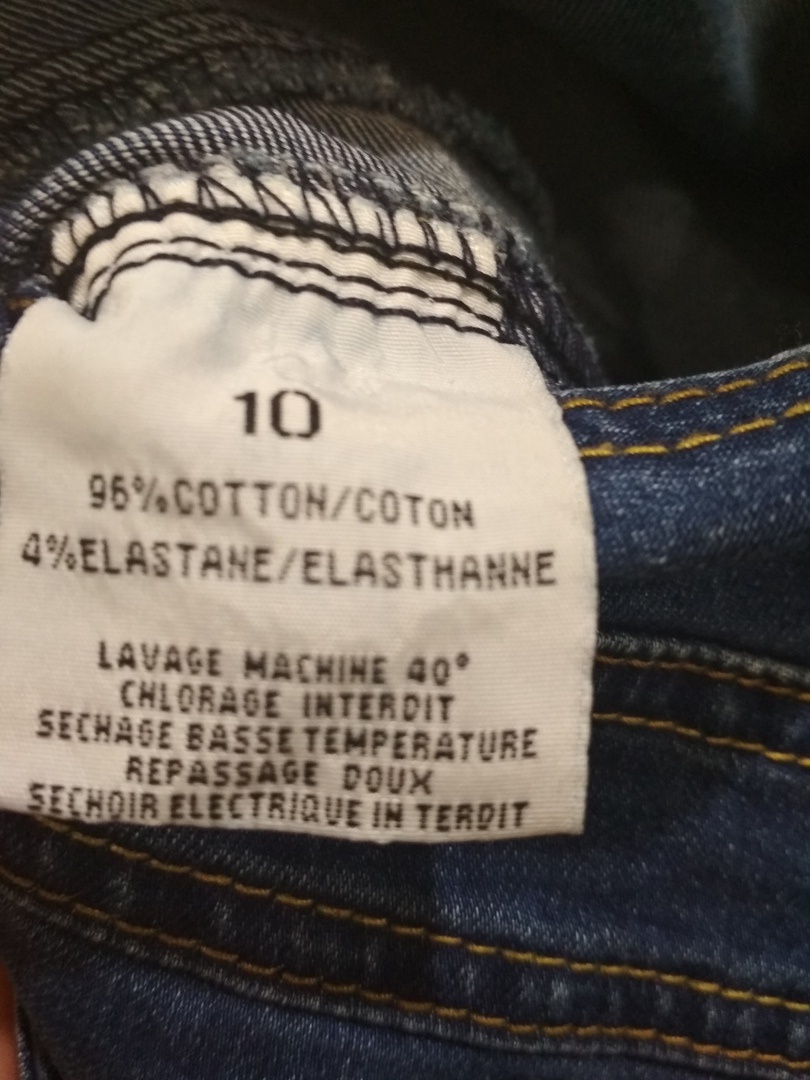 10
96%COTTON/COTON
4%ELASTANE/ELASTHANNE
LAVAGE MACHINE 40°
CHLORAGE INTERDIT
SECHAGE BASSE TEMPERATURE
REPASSAGE DOUX
SECHOIR ELECTRIQUE IN TERDIT